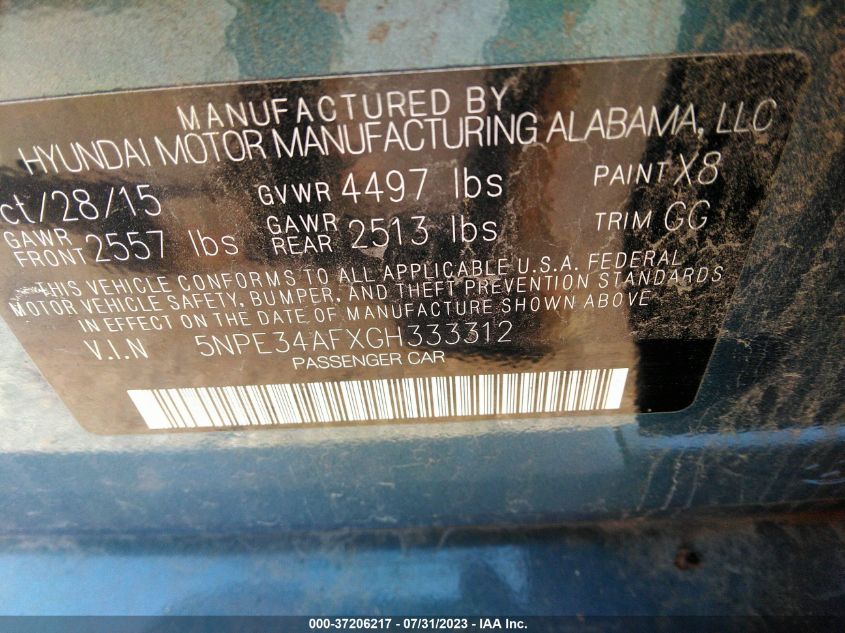 MANUFACTURED BY
HYUNDAI MOTOR MANUFACTURING ALABAMA, LLC
ct/28/15 GVWR 4497 lbs PAINT X8
GAWR FRONT 2557 lbs GAWR REAR 2513 lbs TRIM GG
THIS VEHICLE CONFORMS TO ALL APPLICABLE U.S.A. FEDERAL
MOTOR VEHICLE SAFETY, BUMPER, AND THEFT PREVENTION STANDARDS
IN EFFECT ON THE DATE OF MANUFACTURE SHOWN ABOVE
V.I.N 5NPE34AFXGH333312
PASSENGER CAR
000-37206217 - 07/31/2023 - IAA Inc.